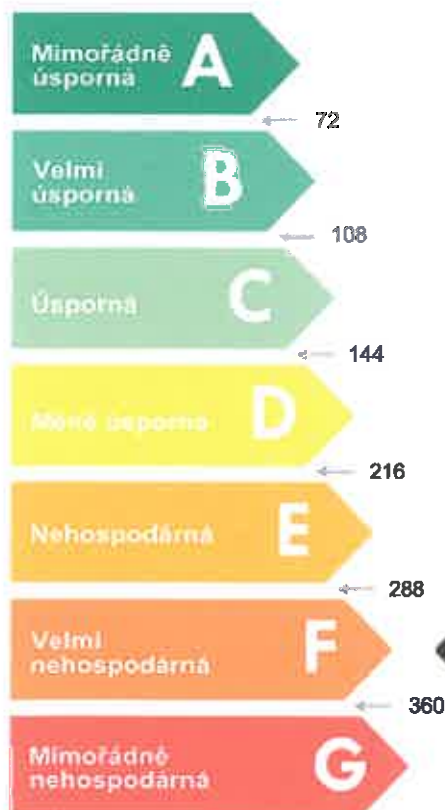 Mimořádně
úsporná
A
72
Velmi
úsporná
B
108
Úsporná
C
144
Méně úsporná
D
216
Nehospodárná
E
288
Velmi
nehospodárná
F
360
Mimořádně
nehospodárná
G